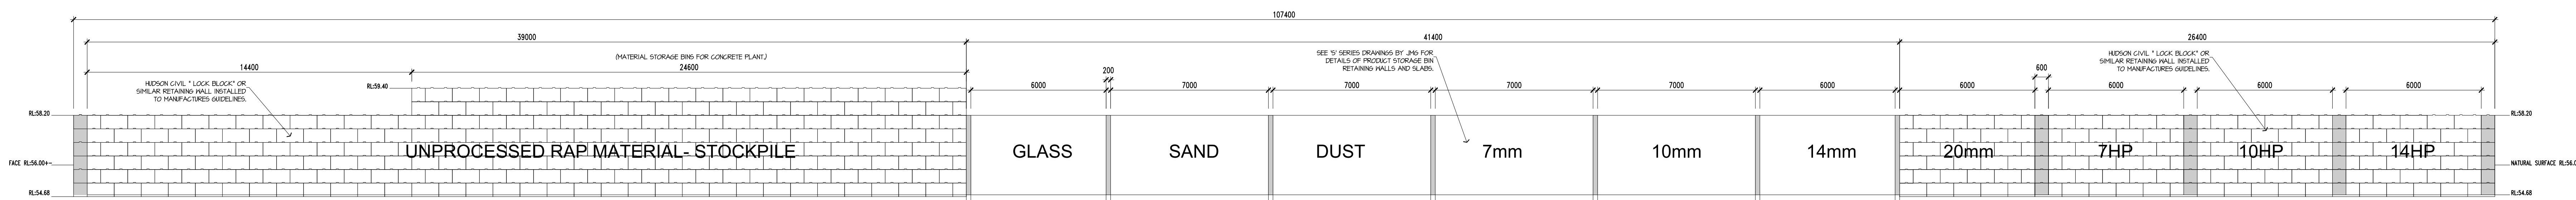 107400
39000
41400
26400
(MATERIAL STORAGE BINS FOR CONCRETE PLANT.)
SEE 'S' SERIES DRAWINGS BY JMG FOR
DETAILS OF PRODUCT STORAGE BIN
RETAINING WALLS AND SLABS.
HUDSON CIVIL " LOCK BLOCK" OR
SIMILAR RETAINING WALL INSTALLED
TO MANUFACTURES GUIDELINES.
14400
24600
200
600
HUDSON CIVIL " LOCK BLOCK" OR
SIMILAR RETAINING WALL INSTALLED
TO MANUFACTURES GUIDELINES.
RL:59.40
6000
7000
7000
7000
7000
6000
6000
6000
6000
6000
RL:58.20
RL:58.20
UNPROCESSED RAP MATERIAL- STOCKPILE
GLASS
SAND
DUST
7mm
10mm
14mm
20mm
7HP
10HP
14HP
FACE RL:56.00+-
NATURAL SURFACE RL:56.0
RL:54.68
RL:54.68